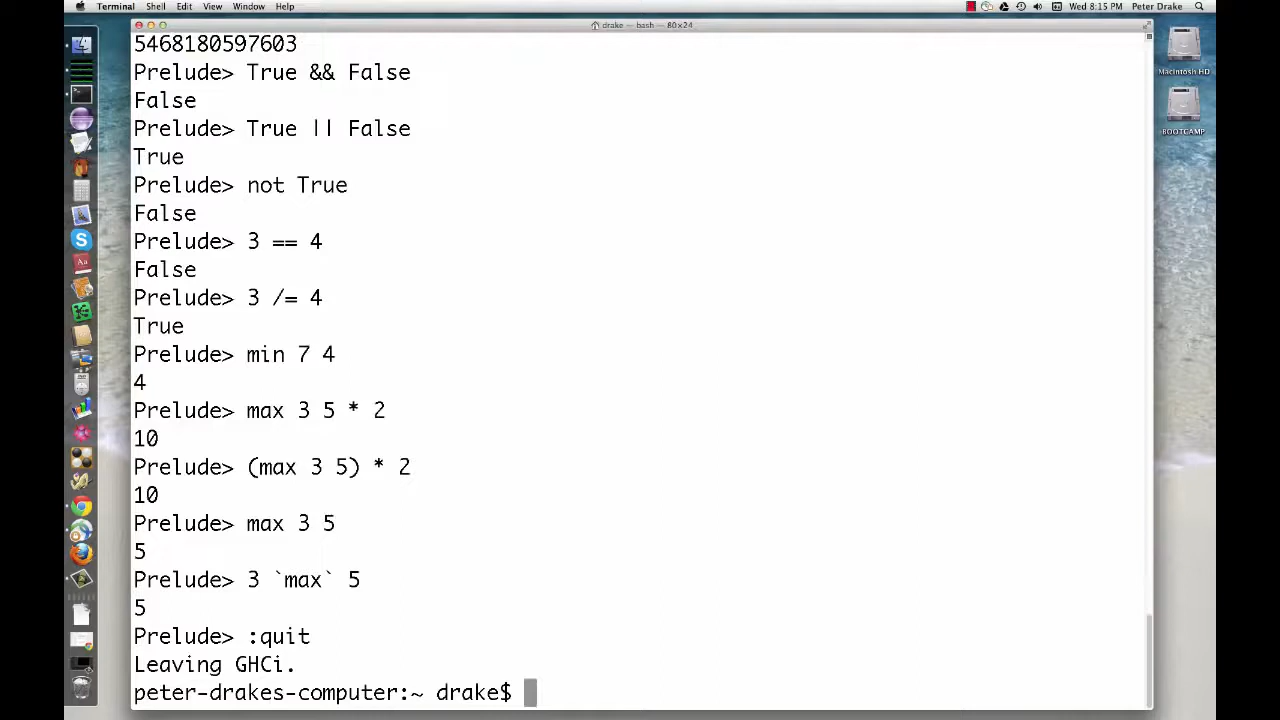 Terminal Shell Edit View Window Help Wed 8:15 PM Peter Drake
drake — bash — 80×24
5468180597603
Prelude> True && False
False
Prelude> True || False
True
Prelude> not True
False
Prelude> 3 == 4
False
Prelude> 3 /= 4
True
Prelude> min 7 4
4
Prelude> max 3 5 * 2
10
Prelude> (max 3 5) * 2
10
Prelude> max 3 5
5
Prelude> 3 `max` 5
5
Prelude> :quit
Leaving GHCi.
peter-drakes-computer:~ drake$
Macintosh HD
BOOTCAMP
Aa